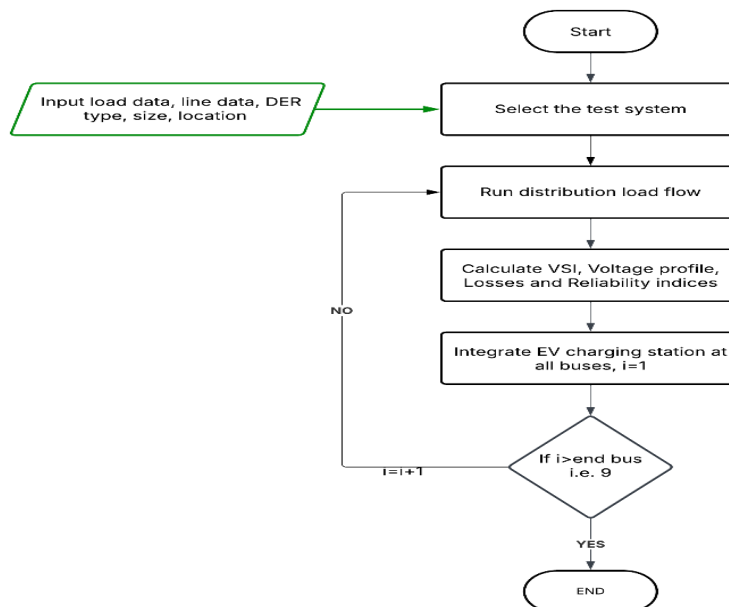 Start
Input load data, line data, DER
type, size, location
Select the test system
Run distribution load flow
Calculate VSI, Voltage profile,
Losses and Reliability indices
NO
Integrate EV charging station at
all buses, i=1
If i>end bus
i.e. 9
i=i+1
YES
END